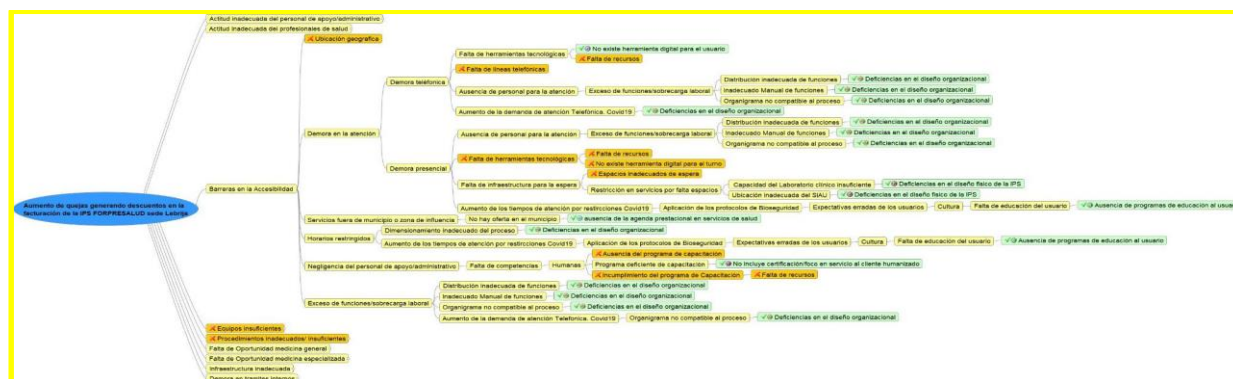 Actitud inadecuada del personal de apoyo/administrativo
Actitud inadecuada del profesionales de salud
Ubicación geográfica
Falta de herramientas tecnológicas
No existe herramienta digital para el usuario
Falta de recursos
Falta de líneas telefónicas
Demora telefónica
Ausencia de personal para la atención
Exceso de funciones/sobrecarga laboral
Distribución inadecuada de funciones
Deficiencias en el diseño organizacional
Inadecuado Manual de funciones
Deficiencias en el diseño organizacional
Organigrama no compatible al proceso
Deficiencias en el diseño organizacional
Aumento de la demanda de atención Telefónica. Covid19
Deficiencias en el diseño organizacional
Demora en la atención
Ausencia de personal para la atención
Exceso de funciones/sobrecarga laboral
Distribución inadecuada de funciones
Deficiencias en el diseño organizacional
Inadecuado Manual de funciones
Deficiencias en el diseño organizacional
Organigrama no compatible al proceso
Deficiencias en el diseño organizacional
Demora presencial
Falta de herramientas tecnológicas
Falta de recursos
No existe herramienta digital para el turno
Falta de infraestructura para la espera
Espacios inadecuados de espera
Restricción en servicios por falta espacios
Capacidad del Laboratorio clínico insuficiente
Deficiencias en el diseño físico de la IPS
Ubicación inadecuada del SIAU
Deficiencias en el diseño físico de la IPS
Aumento de los tiempos de atención por restricciones Covid19
Aplicación de los protocolos de Bioseguridad
Expectativas erradas de los usuarios
Cultura
Falta de educación del usuario
Ausencia de programas de educación al usua
Barreras en la Accesibilidad
Aumento de quejas generendo descuentos en la
facturación de la IPS FORPRESALUD sede Lebrija
Servicios fuera de municipio o zona de influencia
No hay oferta en el municipio
ausencia de la agenda prestacional en servicios de salud
Horarios restringidos
Dimensionamiento inadecuado del proceso
Deficiencias en el diseño organizacional
Aumento de los tiempos de atención por restricciones Covid19
Aplicación de los protocolos de Bioseguridad
Expectativas erradas de los usuarios
Cultura
Falta de educación del usuario
Ausencia de programas de educación al usuario
Negligencia del personal de apoyo/administrativo
Falta de competencias
Humanas
Ausencia del programa de capacitación
Programa deficiente de capacitación
No incluye certificación/foco en servicio al cliente humanizado
Incumplimiento del programa de Capacitación
Falta de recursos
Exceso de funciones/sobrecarga laboral
Distribución inadecuada de funciones
Deficiencias en el diseño organizacional
Inadecuado Manual de funciones
Deficiencias en el diseño organizacional
Organigrama no compatible al proceso
Deficiencias en el diseño organizacional
Aumento de la demanda de atención Telefonica. Covid19
Organigrama no compatible al proceso
Deficiencias en el diseño organizacional
Equipos insuficientes
Procedimientos inadecuados/ insuficientes
Falta de Oportunidad medicina general
Falta de Oportunidad medicina especializada
Infraestructura inadecuada
Demora en tramites internos